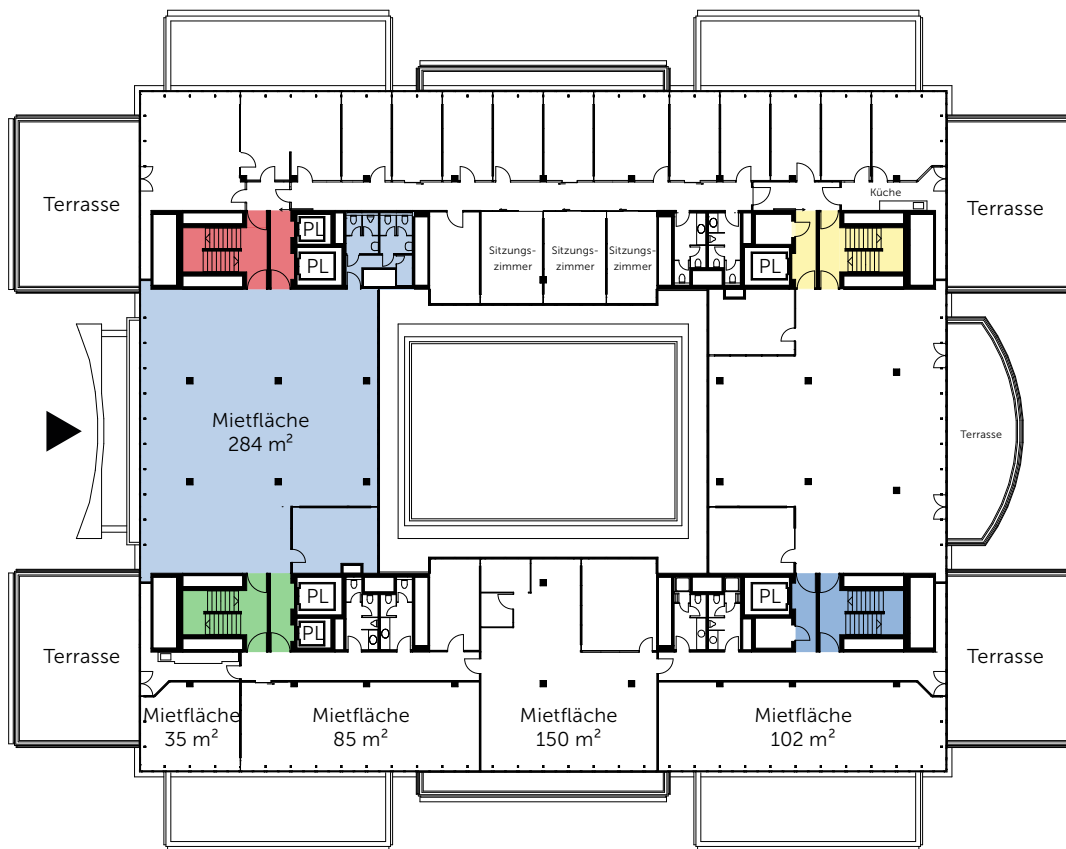 Küche
Terrasse
Terrasse
PL
Sitzungs-
zimmer
Sitzungs-
zimmer
Sitzungs-
zimmer
PL
PL
Mietfläche
284 m²
Terrasse
PL
PL
PL
Terrasse
Terrasse
Mietfläche
35 m²
Mietfläche
85 m²
Mietfläche
150 m²
Mietfläche
102 m²